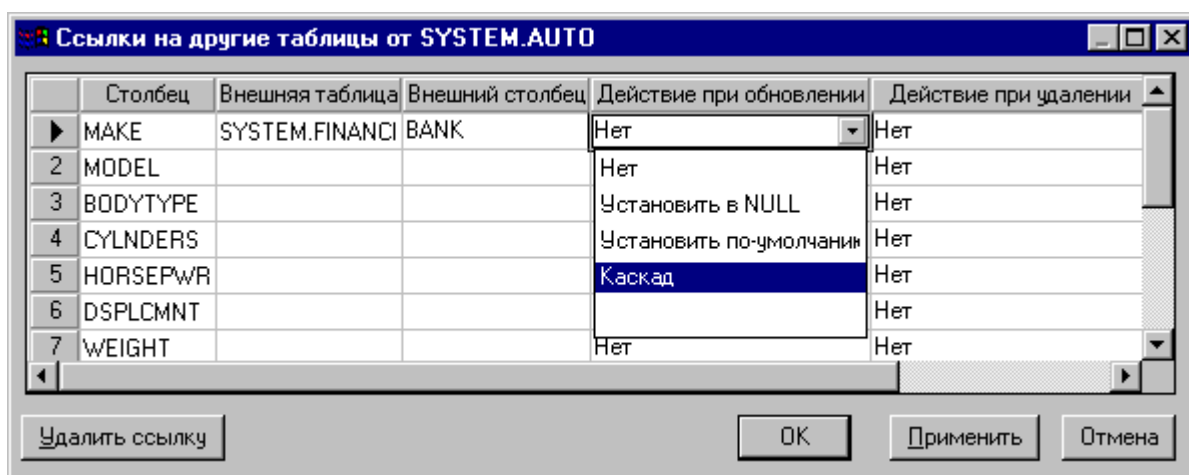 Ссылки на другие таблицы от SYSTEM.AUTO
Столбец Внешняя таблица Внешний столбец Действие при обновлении Действие при удалении
MAKE SYSTEM.FINANCI BANK Нет Нет
2 MODEL Нет Нет
3 BODYTYPE Установить в NULL Нет
4 CYLNDERS Установить по-умолчанию Нет
5 HORSEPWR Каскад Нет
6 DSPLCMNT Нет
7 WEIGHT Нет Нет
Удалить ссылку OK Применить Отмена